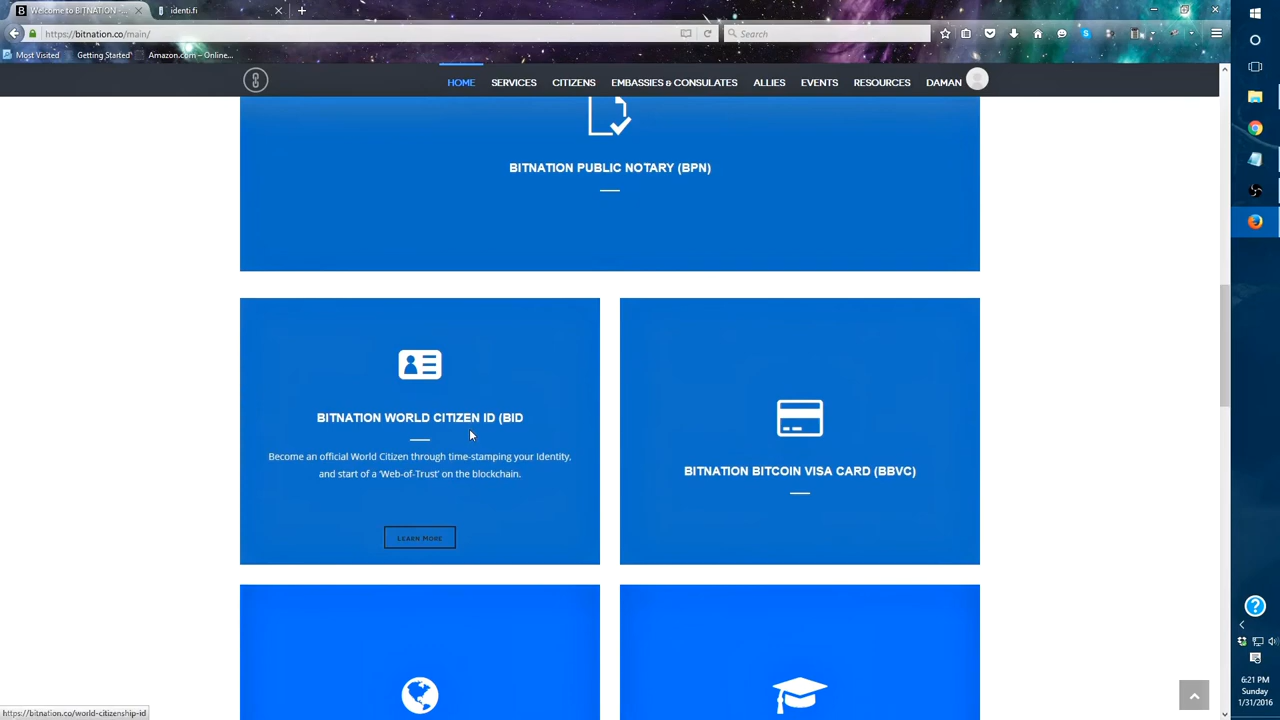 Welcome to BITNATION -...
identi.fi
https://bitnation.co/main/
Search
Most Visited
Getting Started
Amazon.com – Online...
HOME
SERVICES
CITIZENS
EMBASSIES & CONSULATES
ALLIES
EVENTS
RESOURCES
DAMAN
BITNATION PUBLIC NOTARY (BPN)
BITNATION WORLD CITIZEN ID (BID
Become an official World Citizen through time-stamping your Identity,
and start of a 'Web-of-Trust' on the blockchain.
LEARN MORE
BITNATION BITCOIN VISA CARD (BBVC)
https://bitnation.co/world-citizenship-id
6:21 PM
Sunday
1/31/2016